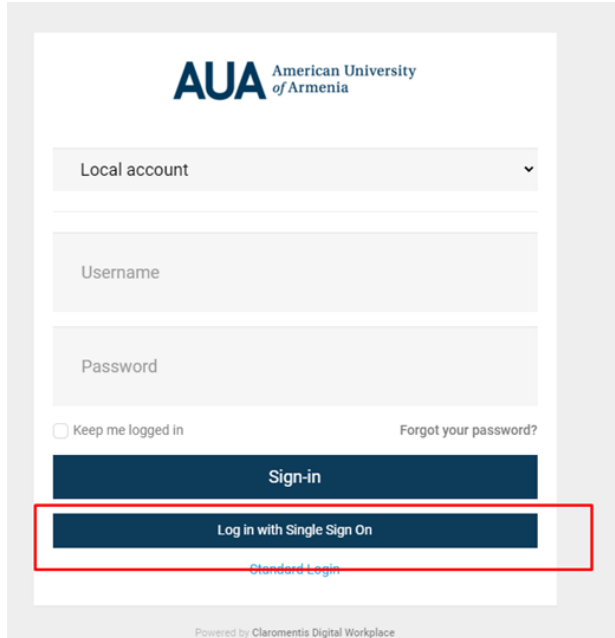 AUA American University
of Armenia
Local account
Username
Password
Keep me logged in Forgot your password?
Sign-in
Log in with Single Sign On
Standard Login
Powered by Claromentis Digital Workplace